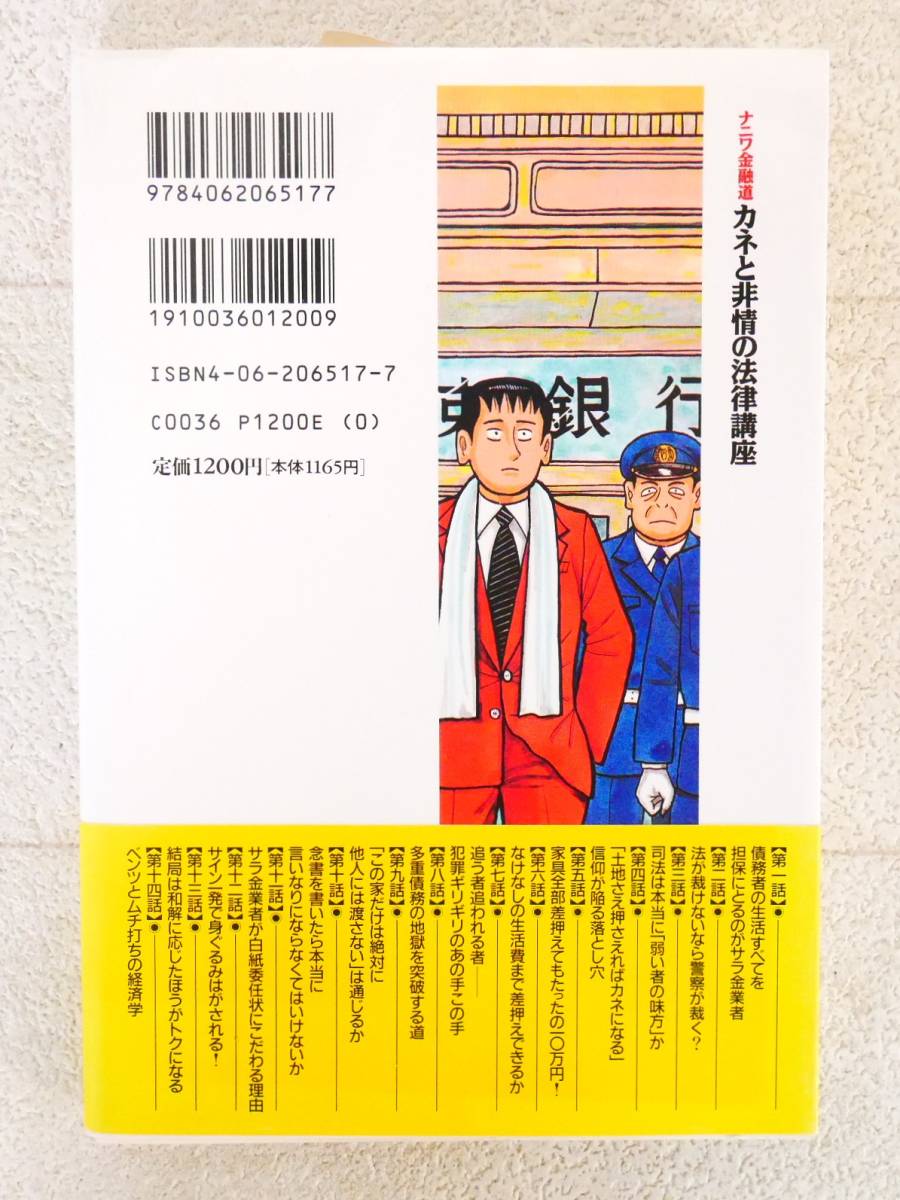 ナニワ金融道
カネと非情の法律講座
9784062065177
1910036012009
ISBN4-06-206517-7
C0036 P1200E (0)
定価1200円[本体1165円]
銀行
【第一話】●
債務者の生活すべてを
担保にとるのがサラ金業者
【第二話】●
法が裁けないなら警察が裁く?
【第三話】●
司法は本当に「弱い者の味方」か
【第四話】●
「土地さえ押さえればカネになる」
信仰が陥る落とし穴
【第五話】●
家具全部差押えてもたったの一〇万円!
【第六話】●
なけなしの生活費まで差押えできるか
【第七話】●
追う者追われる者──
犯罪ギリギリのあの手この手
【第八話】●
多重債務の地獄を突破する道
【第九話】●
「この家だけは絶対に
他人には渡さない」は通じるか
【第十話】●
念書を書いたら本当に
言いなりにならなくてはいけないか
【第十一話】●
サラ金業者が白紙委任状にこだわる理由
【第十二話】●
サイン一発で身ぐるみはがされる!
【第十三話】●
結局は和解に応じたほうがトクになる
【第十四話】●
ベンツとムチ打ちの経済学